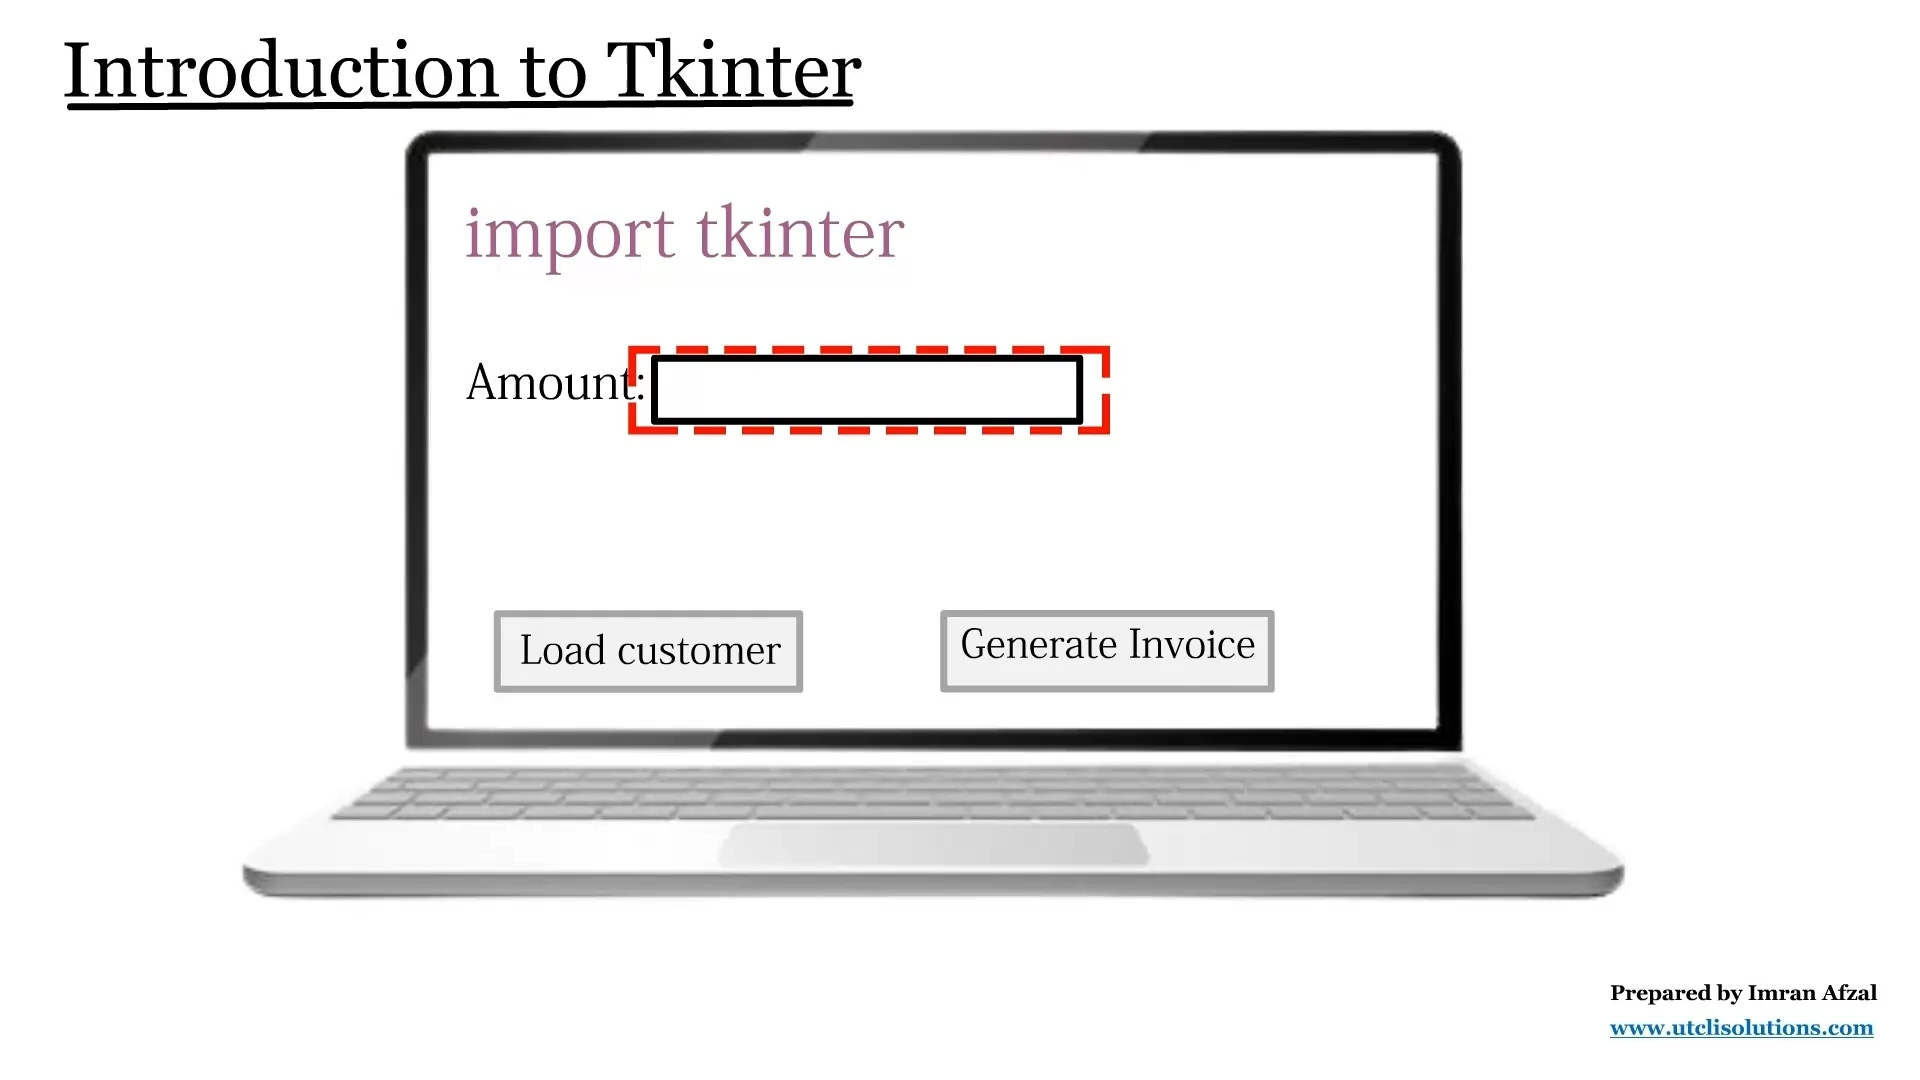 Introduction to Tkinter
import tkinter
Amount:
Load customer
Generate Invoice
Prepared by Imran Afzal
www.utclisolutions.com